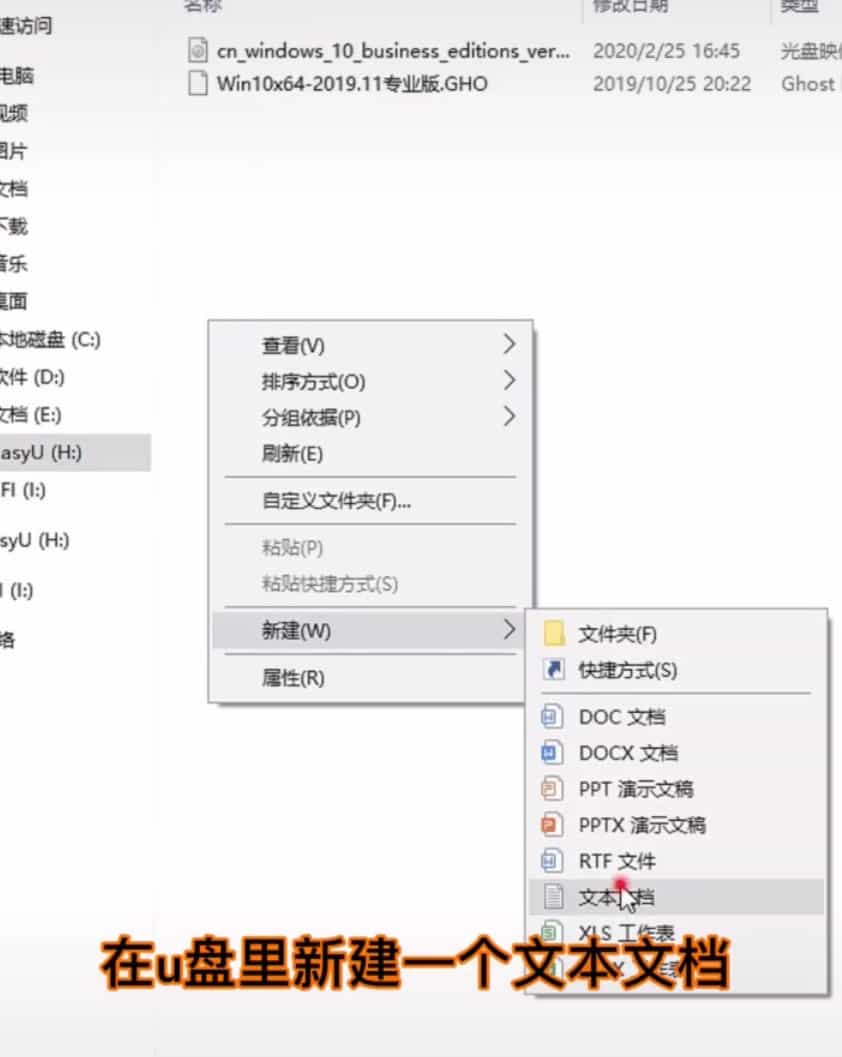 名称 修改日期 类型
速访问
cn_windows_10_business_editions_ver... 2020/2/25 16:45 光盘映像
Win10x64-2019.11专业版.GHO 2019/10/25 20:22 Ghost
电脑
视频
图片
文档
下载
音乐
桌面
本地磁盘 (C:)
软件 (D:)
文档 (E:)
asyU (H:)
FI (I:)
syU (H:)
I (I:)
络
查看(V)
排序方式(O)
分组依据(P)
刷新(E)
自定义文件夹(F)...
粘贴(P)
粘贴快捷方式(S)
新建(W)
属性(R)
文件夹(F)
快捷方式(S)
DOC 文档
DOCX 文档
PPT 演示文稿
PPTX 演示文稿
RTF 文件
文本文档
XLS 工作表
在u盘里新建一个文本文档